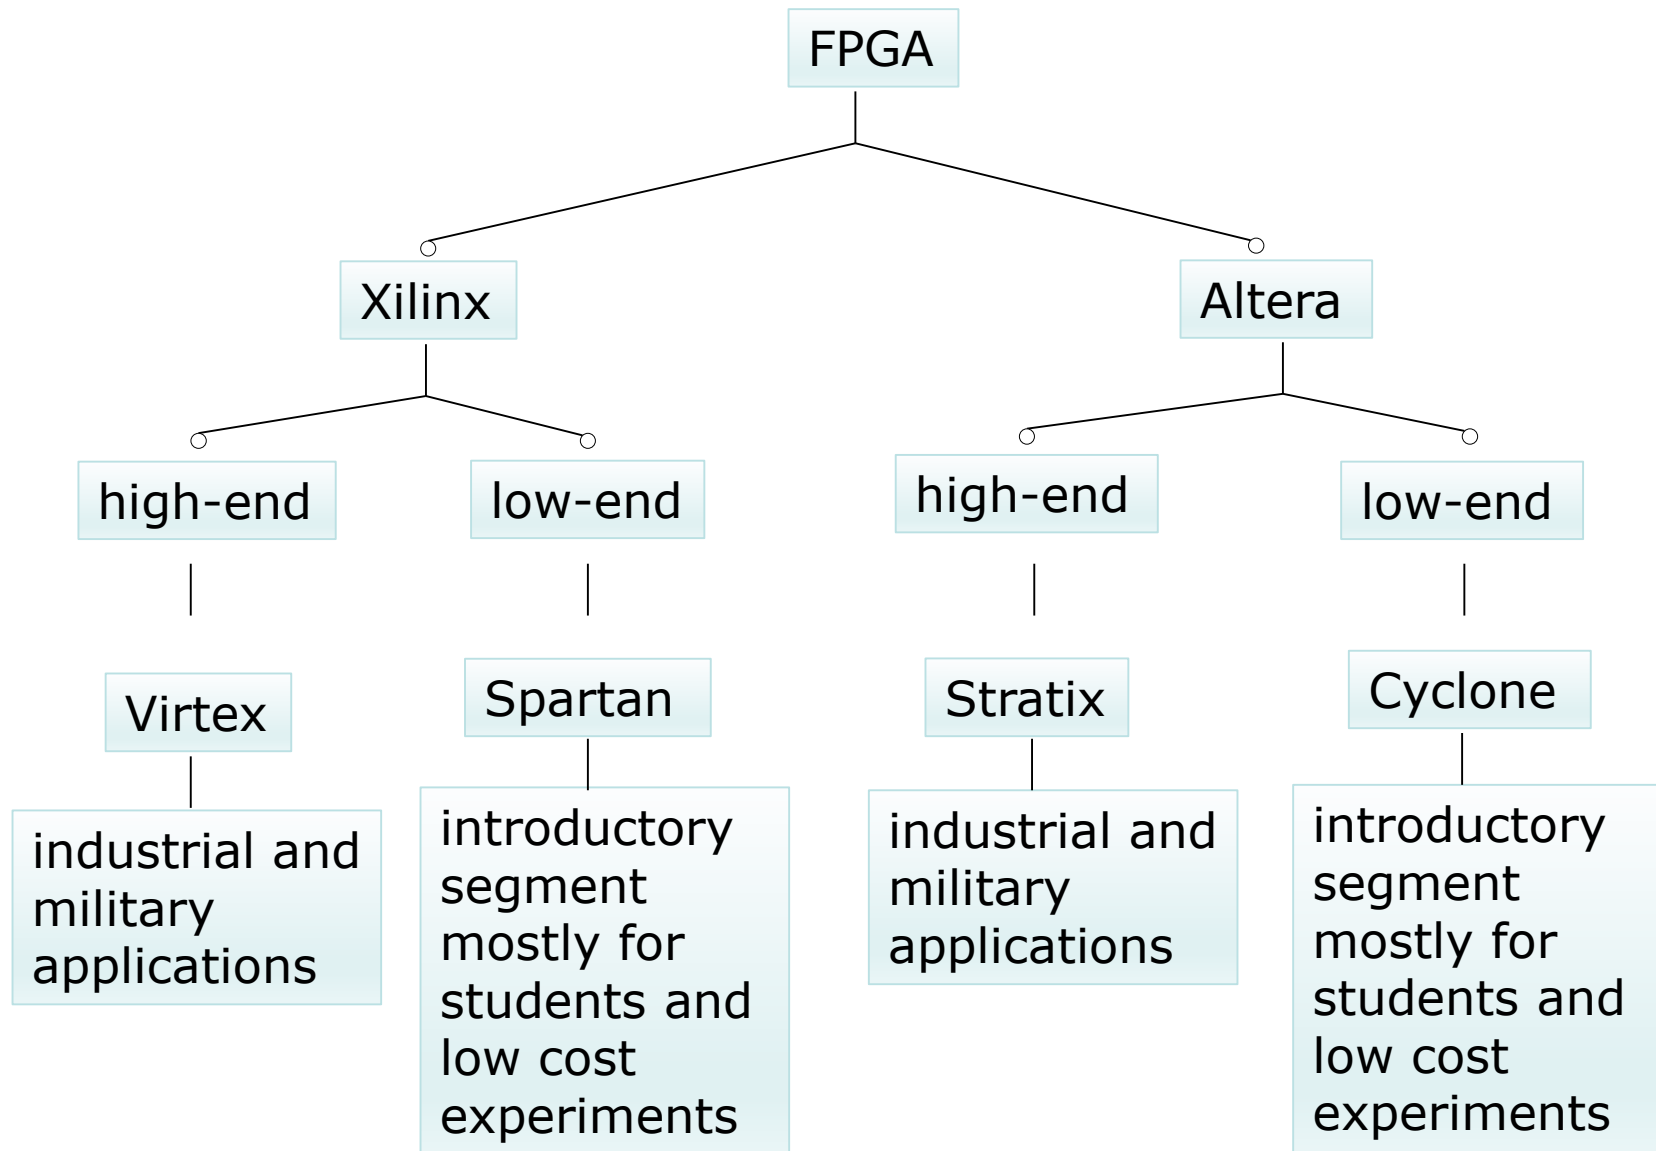 FPGA
Xilinx
Altera
high-end
low-end
high-end
low-end
Virtex
Spartan
Stratix
Cyclone
industrial and
military
applications
introductory
segment
mostly for
students and
low cost
experiments
industrial and
military
applications
introductory
segment
mostly for
students and
low cost
experiments